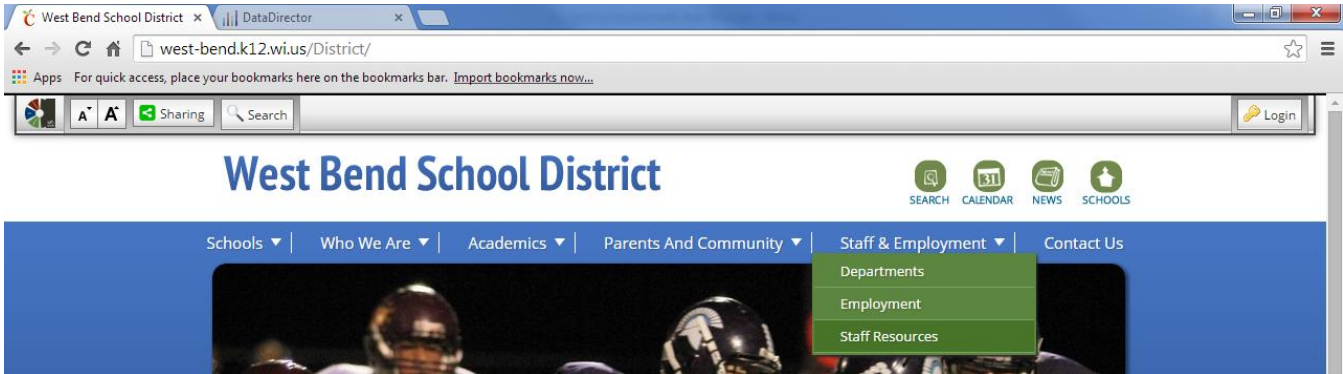 West Bend School District
DataDirector
west-bend.k12.wi.us/District/
Apps For quick access, place your bookmarks here on the bookmarks bar. Import bookmarks now...
A A Sharing Search Login
West Bend School District
31
SEARCH CALENDAR NEWS SCHOOLS
Schools Who We Are Academics Parents And Community Staff & Employment Contact Us
Departments
Employment
Staff Resources